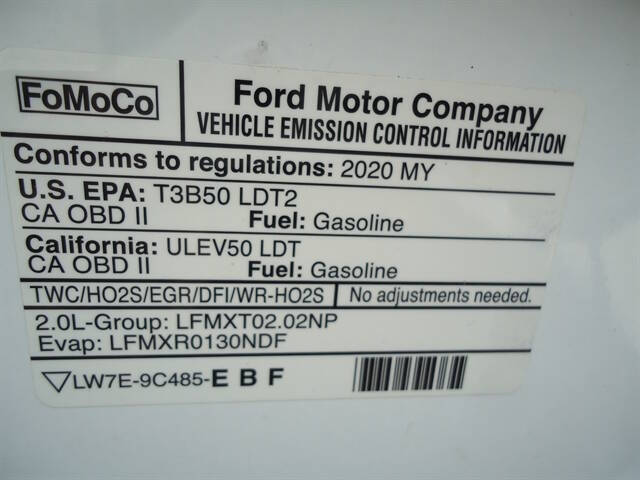 FoMoCo
Ford Motor Company
VEHICLE EMISSION CONTROL INFORMATION
Conforms to regulations: 2020 MY
U.S. EPA: T3B50 LDT2
CA OBD II Fuel: Gasoline
California: ULEV50 LDT
CA OBD II Fuel: Gasoline
TWC/HO2S/EGR/DFI/WR-HO2S No adjustments needed.
2.0L-Group: LFMXT02.02NP
Evap: LFMXR0130NDF
LW7E-9C485-E B F